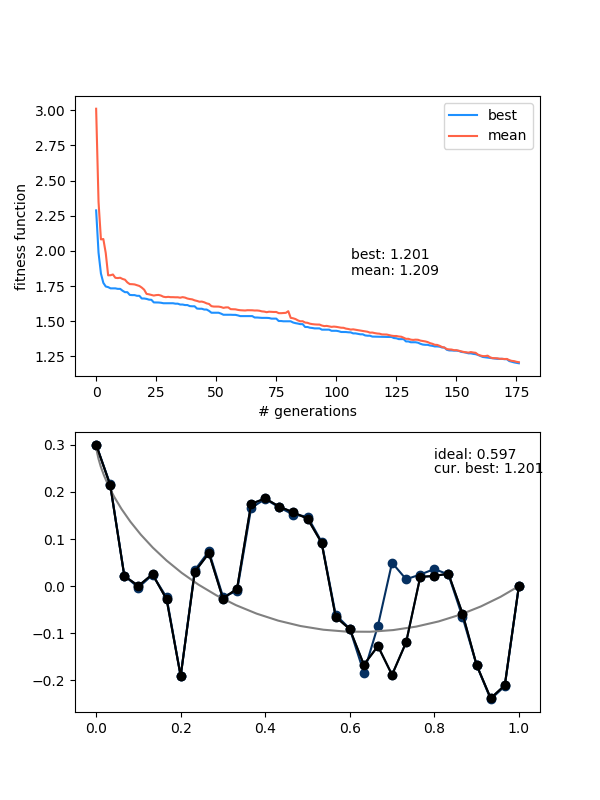 3.00
2.75
2.50
2.25
2.00
1.75
1.50
1.25
fitness function
best
mean
best: 1.201
mean: 1.209
0 25 50 75 100 125 150 175
# generations
0.3
0.2
0.1
0.0
−0.1
−0.2
ideal: 0.597
cur. best: 1.201
0.0 0.2 0.4 0.6 0.8 1.0